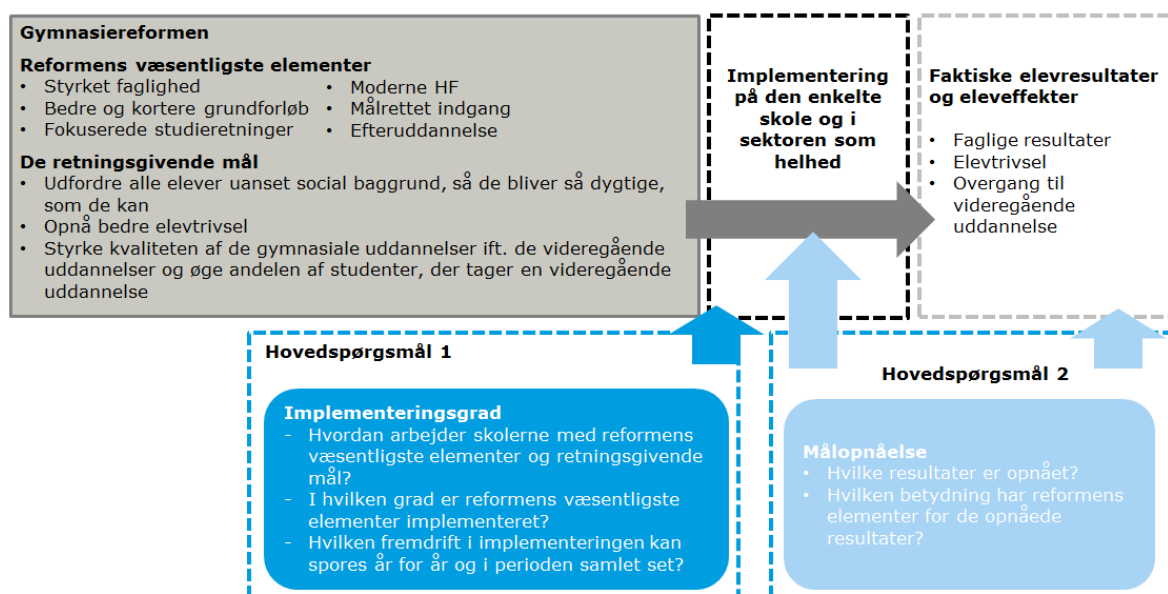 Gymnasiereformen
Reformens væsentligste elementer
• Styrket faglighed
• Bedre og kortere grundforløb
• Fokuserede studieretninger
• Moderne HF
• Målrettet indgang
• Efteruddannelse
De retningsgivende mål
• Udfordre alle elever uanset social baggrund, så de bliver så dygtige,
som de kan
• Opnå bedre elevtrivsel
• Styrke kvaliteten af de gymnasiale uddannelser ift. de videregående
uddannelser og øge andelen af studenter, der tager en videregående
uddannelse
Implementering
på den enkelte
skole og i
sektoren som
helhed
Faktiske elevresultater
og eleveffekter
• Faglige resultater
• Elevtrivsel
• Overgang til
videregående
uddannelse
Hovedspørgsmål 1
Implementeringsgrad
- Hvordan arbejder skolerne med reformens
væsentligste elementer og retningsgivende
mål?
- I hvilken grad er reformens væsentligste
elementer implementeret?
- Hvilken fremdrift i implementeringen kan
spores år for år og i perioden samlet set?
Hovedspørgsmål 2
Målopnåelse
• Hvilke resultater er opnået?
• Hvilken betydning har reformens
elementer for de opnåede
resultater?